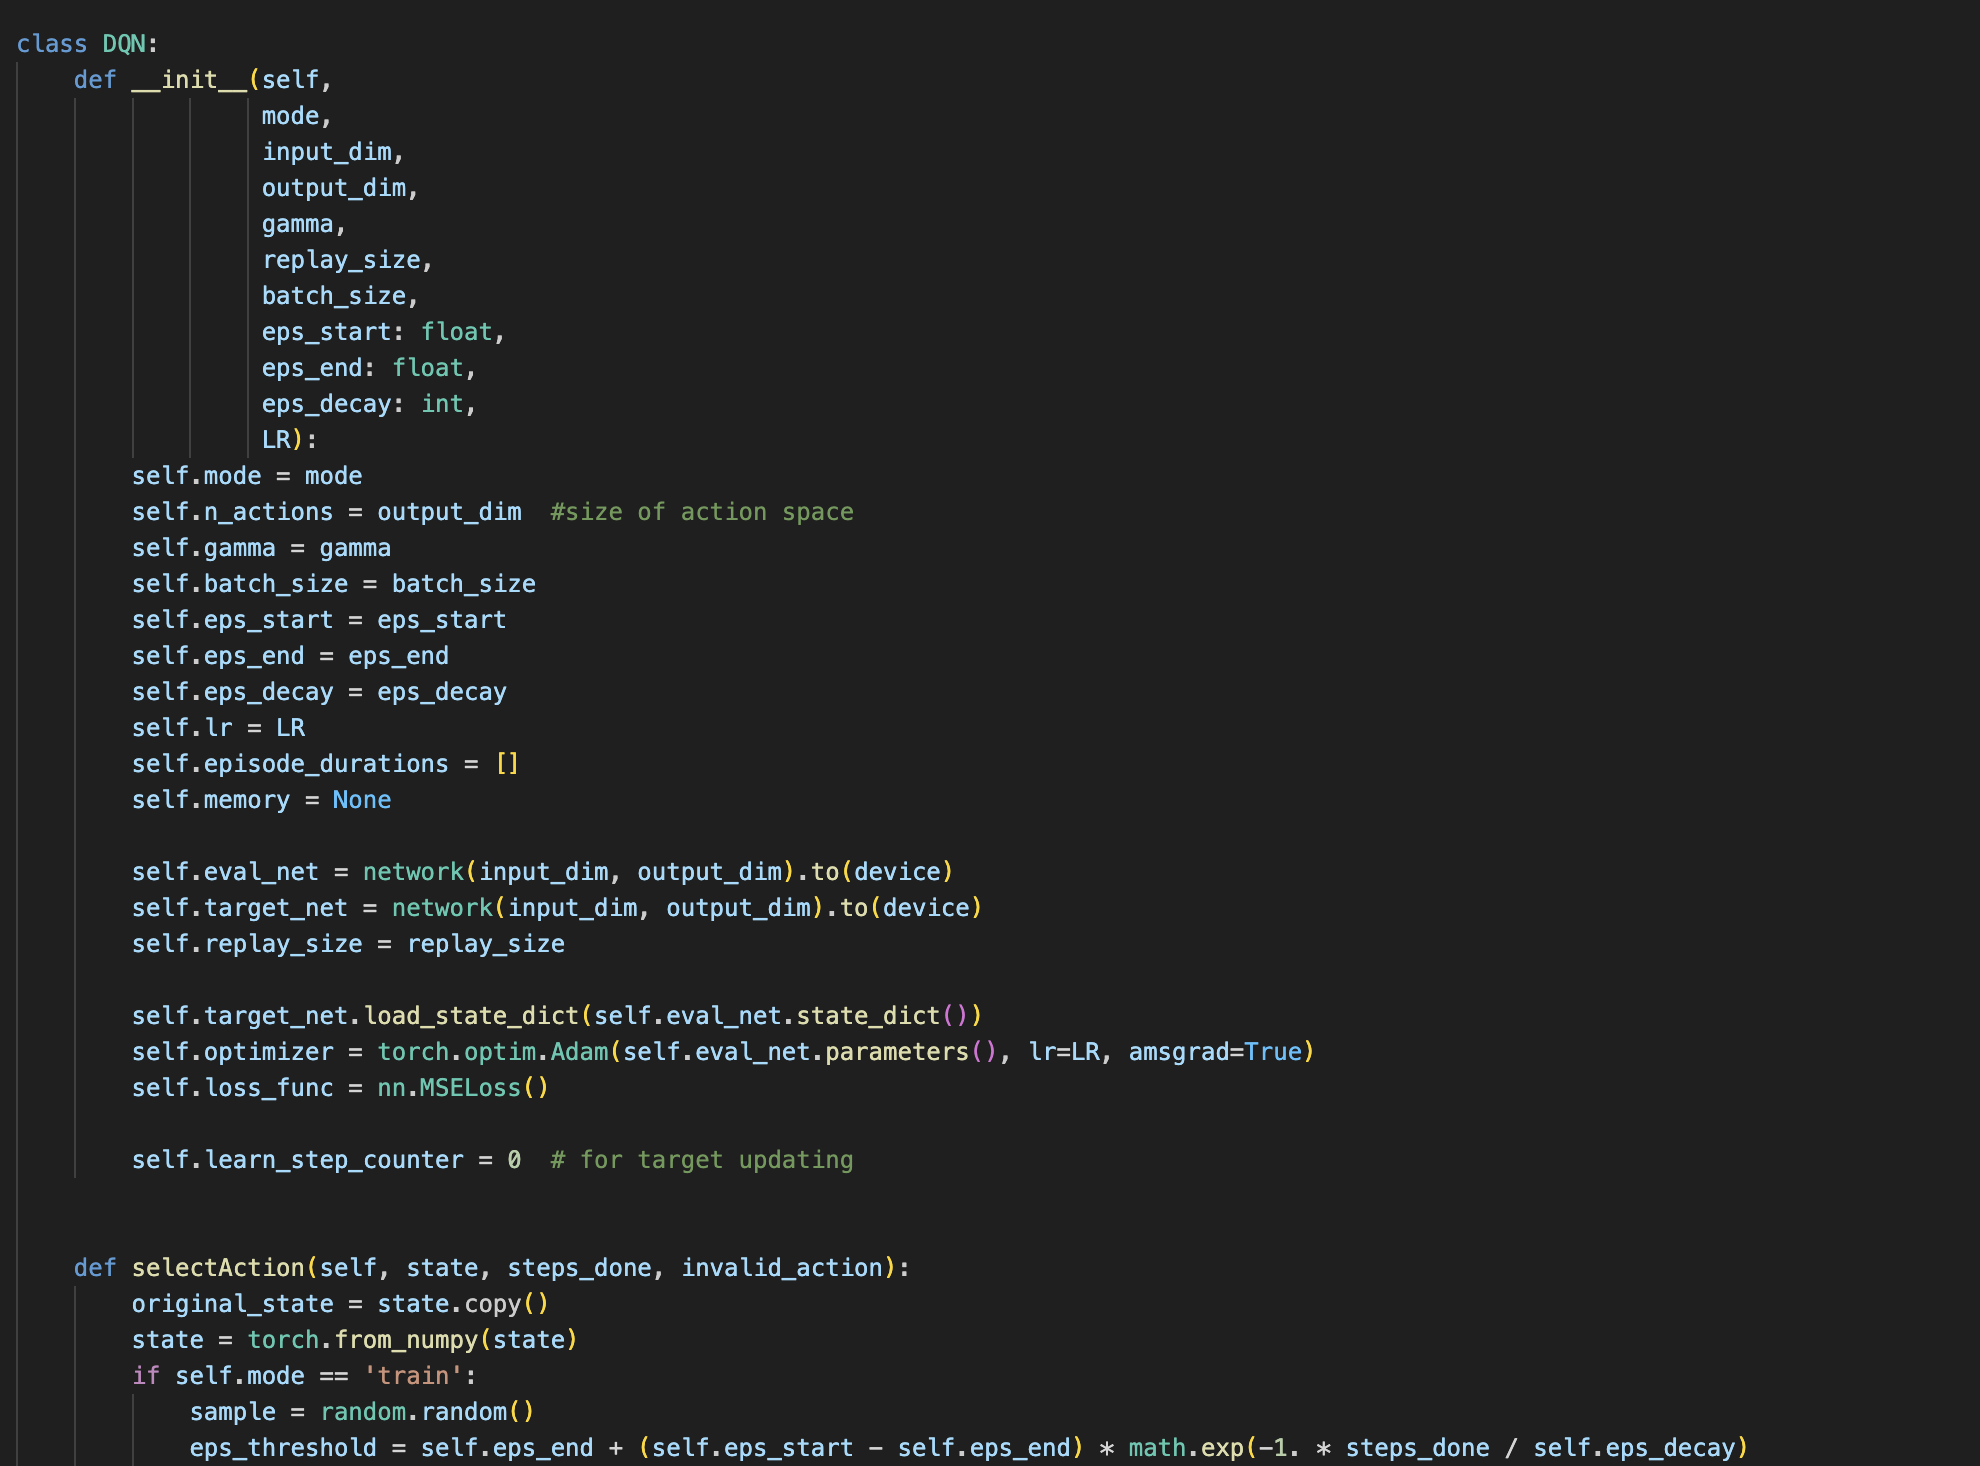 class DQN:
    def __init__(self,
                 mode,
                 input_dim,
                 output_dim,
                 gamma,
                 replay_size,
                 batch_size,
                 eps_start: float,
                 eps_end: float,
                 eps_decay: int,
                 LR):
        self.mode = mode
        self.n_actions = output_dim  #size of action space
        self.gamma = gamma
        self.batch_size = batch_size
        self.eps_start = eps_start
        self.eps_end = eps_end
        self.eps_decay = eps_decay
        self.lr = LR
        self.episode_durations = []
        self.memory = None

        self.eval_net = network(input_dim, output_dim).to(device)
        self.target_net = network(input_dim, output_dim).to(device)
        self.replay_size = replay_size

        self.target_net.load_state_dict(self.eval_net.state_dict())
        self.optimizer = torch.optim.Adam(self.eval_net.parameters(), lr=LR, amsgrad=True)
        self.loss_func = nn.MSELoss()

        self.learn_step_counter = 0  # for target updating


    def selectAction(self, state, steps_done, invalid_action):
        original_state = state.copy()
        state = torch.from_numpy(state)
        if self.mode == 'train':
            sample = random.random()
            eps_threshold = self.eps_end + (self.eps_start - self.eps_end) * math.exp(-1. * steps_done / self.eps_decay)